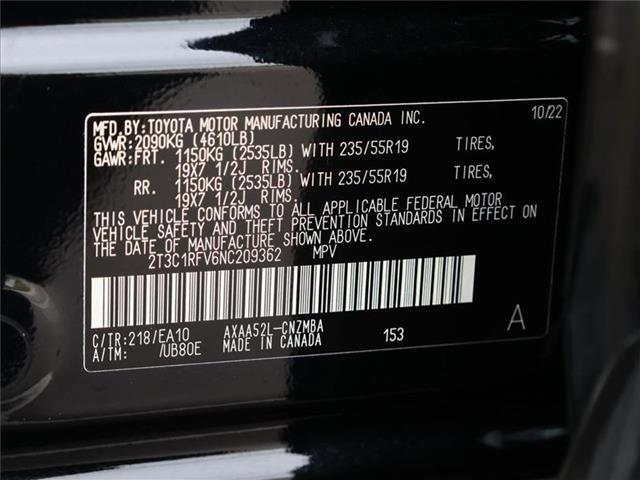 MFD.BY:TOYOTA MOTOR MANUFACTURING CANADA INC. 10/22
GVWR:2090KG (4610LB)
GAWR:FRT. 1150KG (2535LB) WITH 235/55R19 TIRES,
19X7 1/2J RIMS.
RR. 1150KG (2535LB) WITH 235/55R19 TIRES,
19X7 1/2J RIMS.
THIS VEHICLE CONFORMS TO ALL APPLICABLE FEDERAL MOTOR
VEHICLE SAFETY AND THEFT PREVENTION STANDARDS IN EFFECT ON
THE DATE OF MANUFACTURE SHOWN ABOVE.
2T3C1RFV6NC209362 MPV
C/TR:218/EA10 AXAA52L-CNZMBA 153 A
A/TM: /UB80E MADE IN CANADA